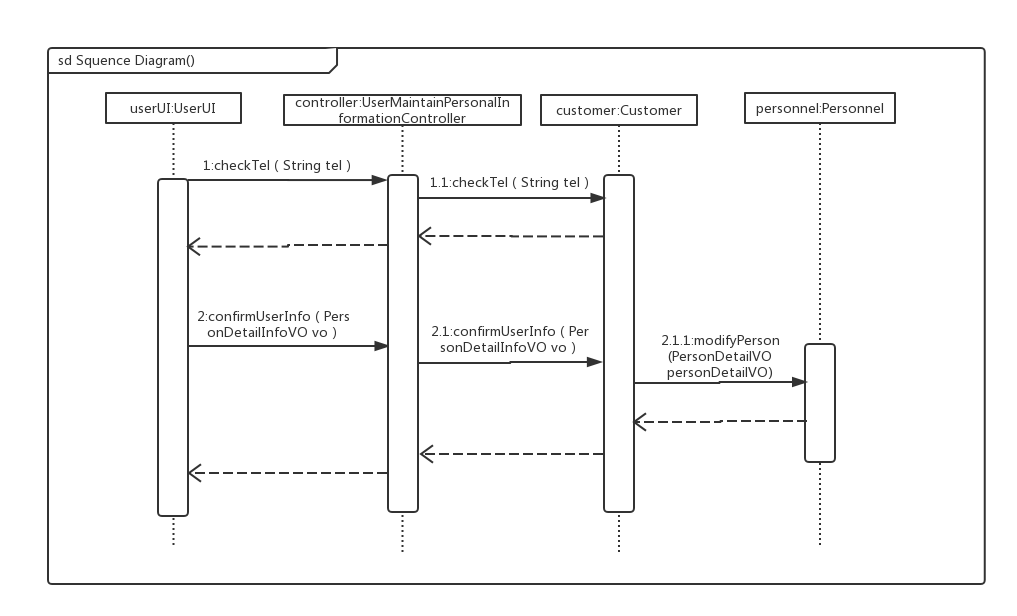 sd Squence Diagram()
userUI:UserUI
controller:UserMaintainPersonalIn
formationController
customer:Customer
personnel:Personnel
1:checkTel ( String tel )
1.1:checkTel ( String tel )
2:confirmUserInfo ( Pers
onDetailInfoVO vo )
2.1:confirmUserInfo ( Per
sonDetailInfoVO vo )
2.1.1:modifyPerson
(PersonDetailVO
personDetailVO)